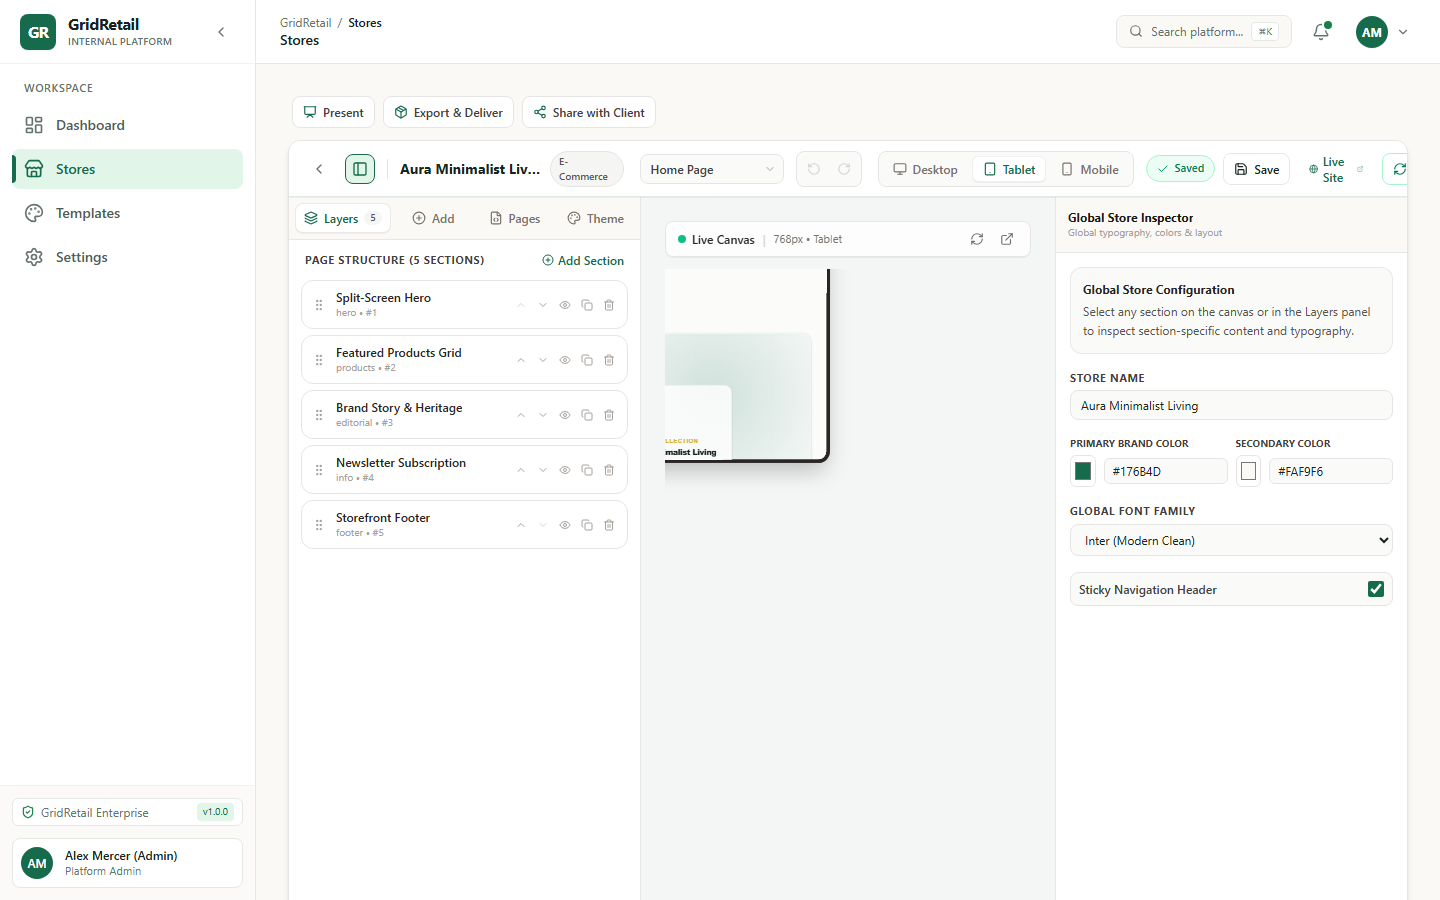 GR
GridRetail
INTERNAL PLATFORM
WORKSPACE
Dashboard
Stores
Templates
Settings
GridRetail Enterprise
v1.0.0
AM
Alex Mercer (Admin)
Platform Admin
GridRetail / Stores
Stores
Search platform...
⌘K
AM
Present
Export & Deliver
Share with Client
Aura Minimalist Liv...
E-
Commerce
Home Page
Desktop
Tablet
Mobile
Saved
Save
Live
Site
Layers 5
Add
Pages
Theme
PAGE STRUCTURE (5 SECTIONS)
Add Section
Split-Screen Hero
hero • #1
Featured Products Grid
products • #2
Brand Story & Heritage
editorial • #3
Newsletter Subscription
info • #4
Storefront Footer
footer • #5
Live Canvas | 768px • Tablet
LLECTION
malist Living
Global Store Inspector
Global typography, colors & layout
Global Store Configuration
Select any section on the canvas or in the Layers panel
to inspect section-specific content and typography.
STORE NAME
Aura Minimalist Living
PRIMARY BRAND COLOR
SECONDARY COLOR
#176B4D
#FAF9F6
GLOBAL FONT FAMILY
Inter (Modern Clean)
Sticky Navigation Header